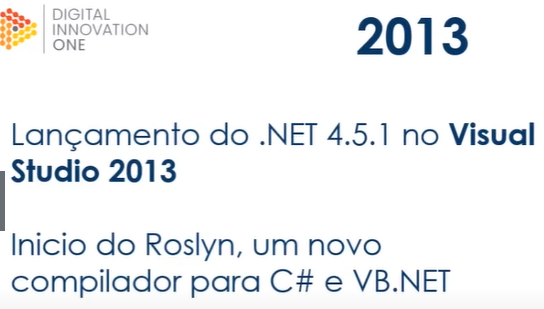 DIGITAL
INNOVATION
ONE
2013
Lançamento do .NET 4.5.1 no Visual
Studio 2013
Inicio do Roslyn, um novo
compilador para C# e VB.NET